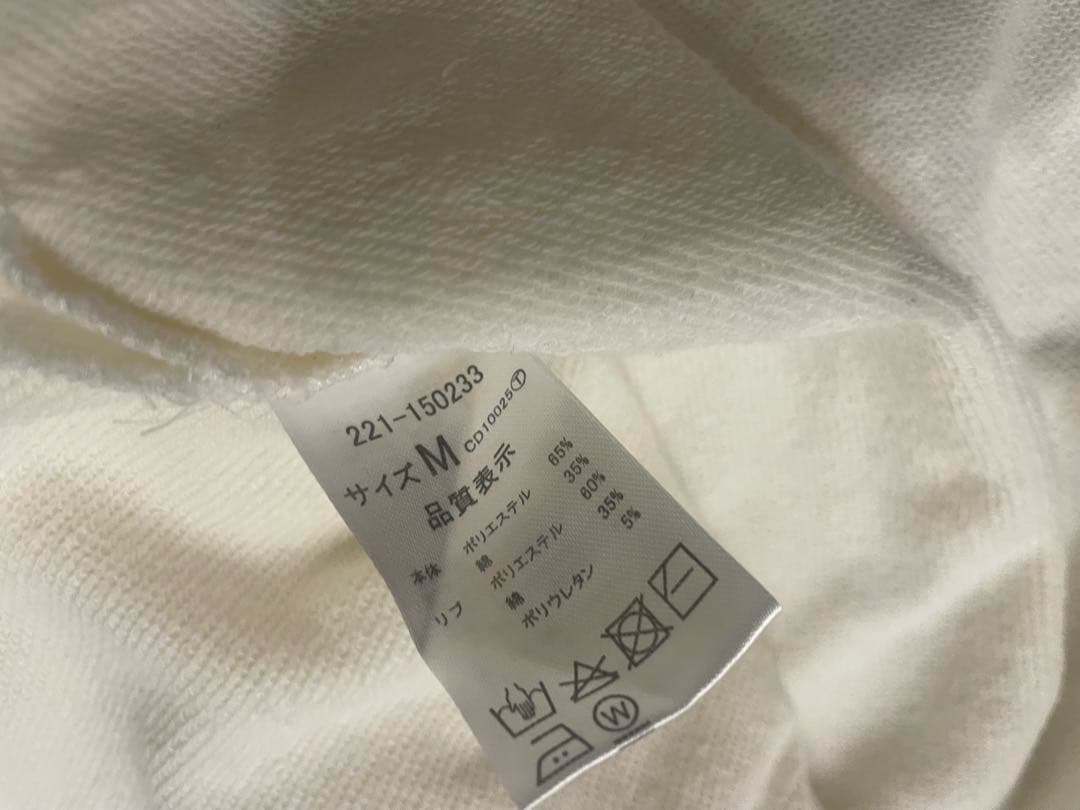 221-150233
サイズ M CD10025Ⓣ
品質表示
本体 ポリエステル 65%
綿 35%
リブ ポリエステル 60%
綿 35%
ポリウレタン 5%
W